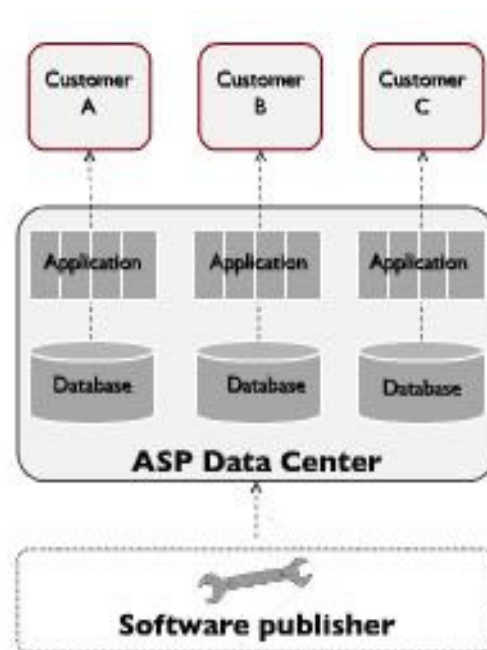 Customer
A
Customer
B
Customer
C
Application
Application
Application
Database
Database
Database
ASP Data Center
Software publisher